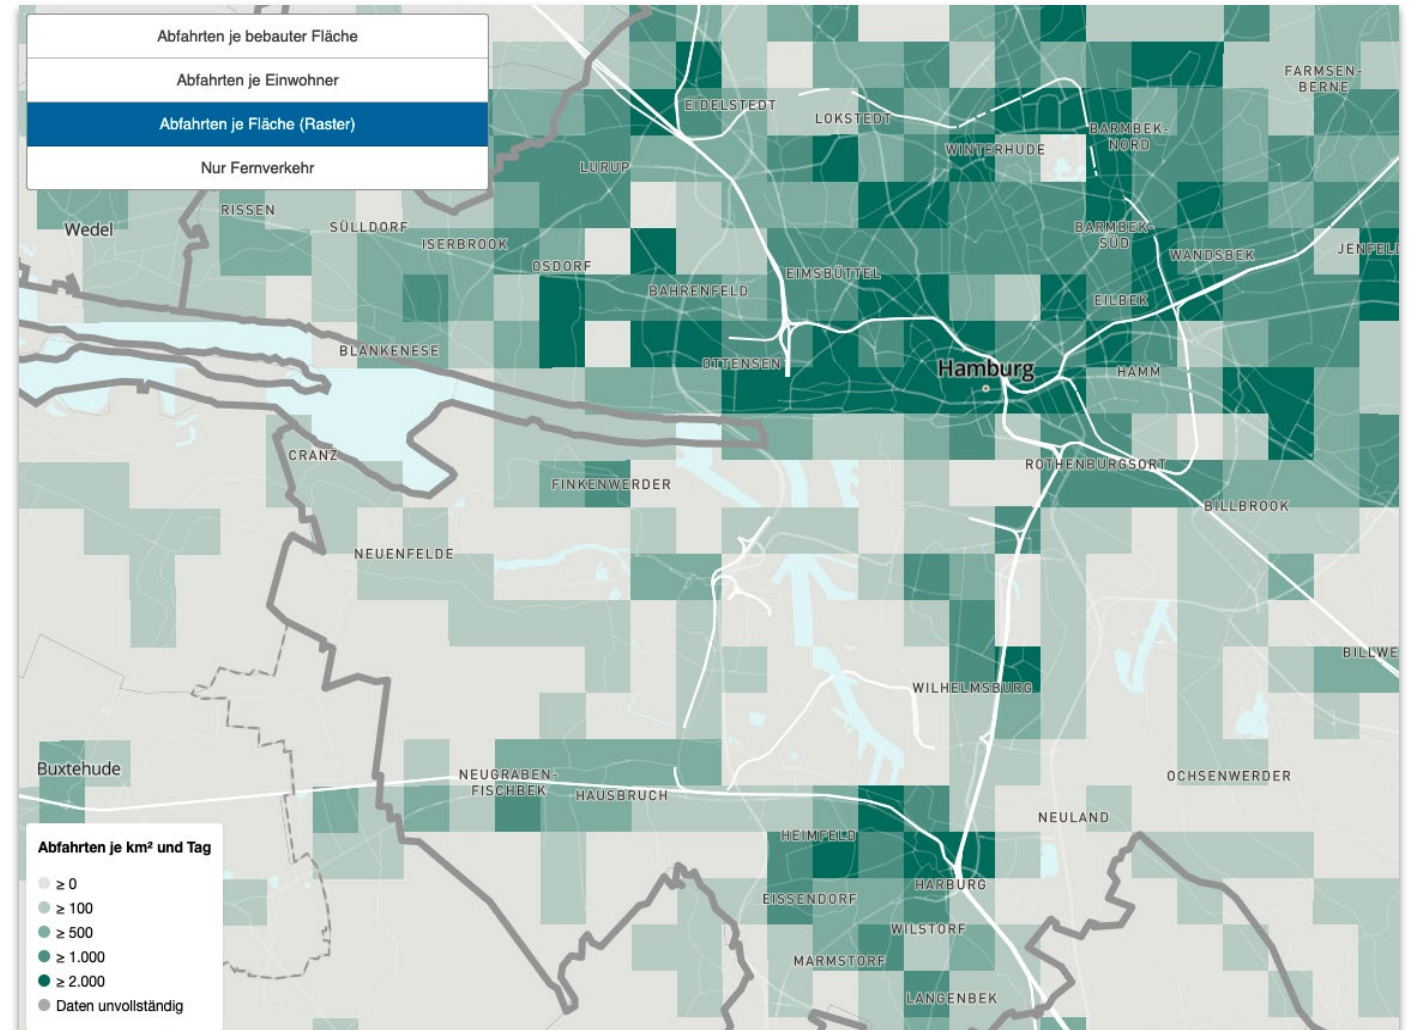 Abfahrten je bebauter Fläche
Abfahrten je Einwohner
Abfahrten je Fläche (Raster)
Nur Fernverkehr
FARMSEN-
BERNE
EIDELSTEDT
LOKSTEDT
BARMBEK-
NORD
WINTERHUDE
LURUP
RISSEN
SÜLLDORF
Wedel
ISERBROOK
BARMBEK-
SÜD
WANDSBEK
JENFEL
OSDORF
EIMSBÜTTEL
BAHRENFELD
EILBEK
BLANKENESE
OTTENSEN
Hamburg
HAMM
CRANZ
ROTHENBURGSORT
FINKENWERDER
BILLBROOK
NEUENFELDE
BILLWE
WILHELMSBURG
Buxtehude
NEUGRABEN-
FISCHBEK
HAUSBRUCH
OCHSENWERDER
NEULAND
HEIMFELD
HARBURG
EISSENDORF
WILSTORF
MARMSTORF
LANGENBEK
Abfahrten je km² und Tag
≥ 0
≥ 100
≥ 500
≥ 1.000
≥ 2.000
Daten unvollständig